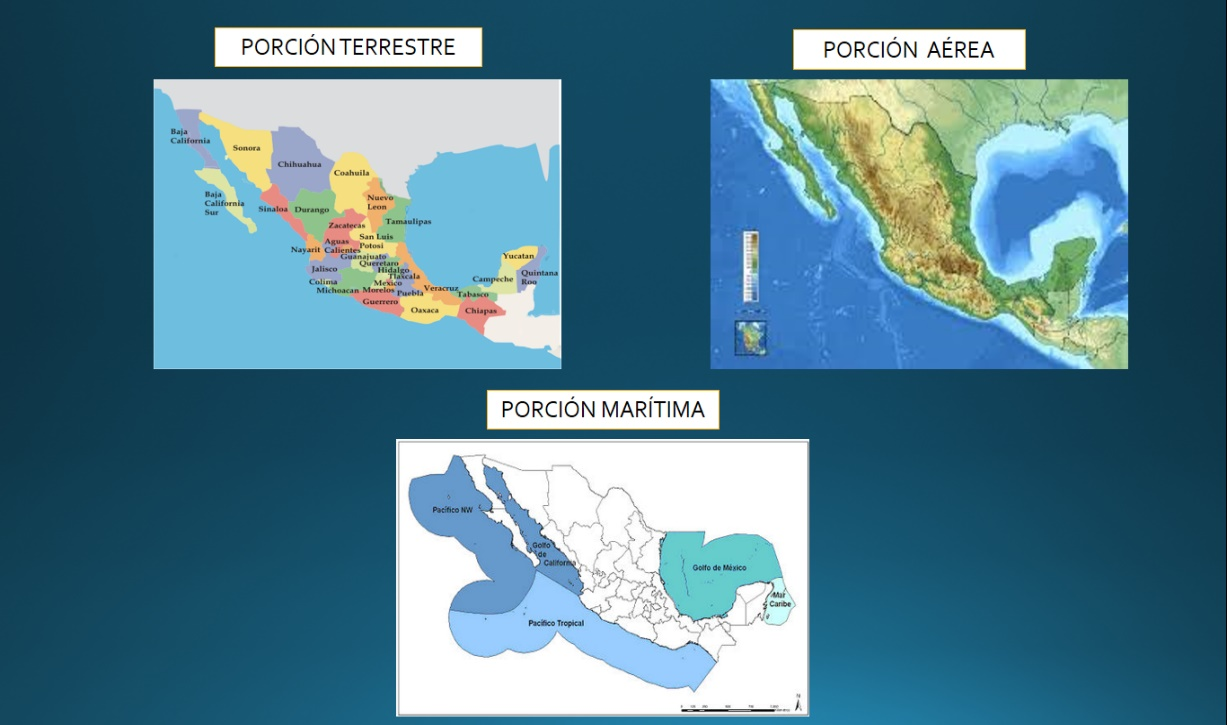 PORCIÓN TERRESTRE
PORCIÓN AÉREA
Baja
California
Sonora
Chihuahua
Coahuila
Baja
California
Sur
Sinaloa
Durango
Nuevo
Leon
Tamaulipas
Zacatecas
San Luis
Potosi
Nayarit
Aguas
Calientes
Guanajuato
Queretaro
Hidalgo
Tlaxcala
Jalisco
Colima
Mexico
Michoacan
Morelos
Puebla
Veracruz
Guerrero
Oaxaca
Tabasco
Chiapas
Campeche
Yucatan
Quintana
Roo
PORCIÓN MARÍTIMA
Pacífico NW
Golfo
de
California
Golfo de México
Mar
Caribe
Pacífico Tropical
N